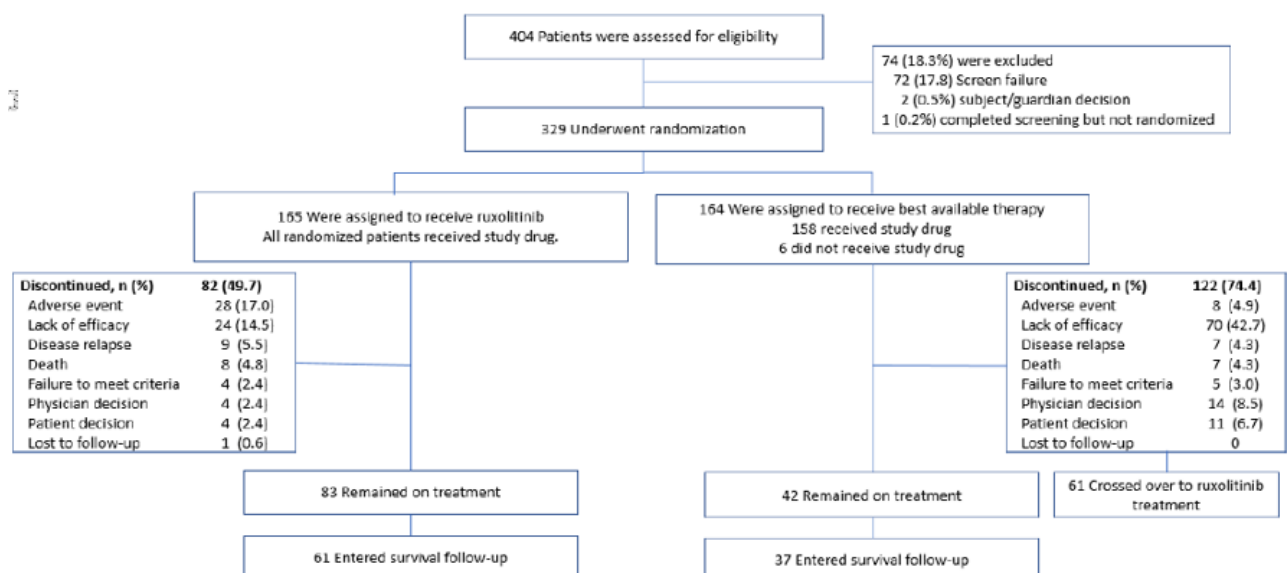 404 Patients were assessed for eligibility
74 (18.3%) were excluded
72 (17.8) Screen failure
2 (0.5%) subject/guardian decision
1 (0.2%) completed screening but not randomized
329 Underwent randomization
165 Were assigned to receive ruxolitinib
All randomized patients received study drug.
164 Were assigned to receive best available therapy
158 received study drug
6 did not receive study drug
Discontinued, n (%) 82 (49.7)
Adverse event 28 (17.0)
Lack of efficacy 24 (14.5)
Disease relapse 9 (5.5)
Death 8 (4.8)
Failure to meet criteria 4 (2.4)
Physician decision 4 (2.4)
Patient decision 4 (2.4)
Lost to follow-up 1 (0.6)
Discontinued, n (%) 122 (74.4)
Adverse event 8 (4.9)
Lack of efficacy 70 (42.7)
Disease relapse 7 (4.3)
Death 7 (4.3)
Failure to meet criteria 5 (3.0)
Physician decision 14 (8.5)
Patient decision 11 (6.7)
Lost to follow-up 0
83 Remained on treatment
42 Remained on treatment
61 Crossed over to ruxolitinib
treatment
61 Entered survival follow-up
37 Entered survival follow-up